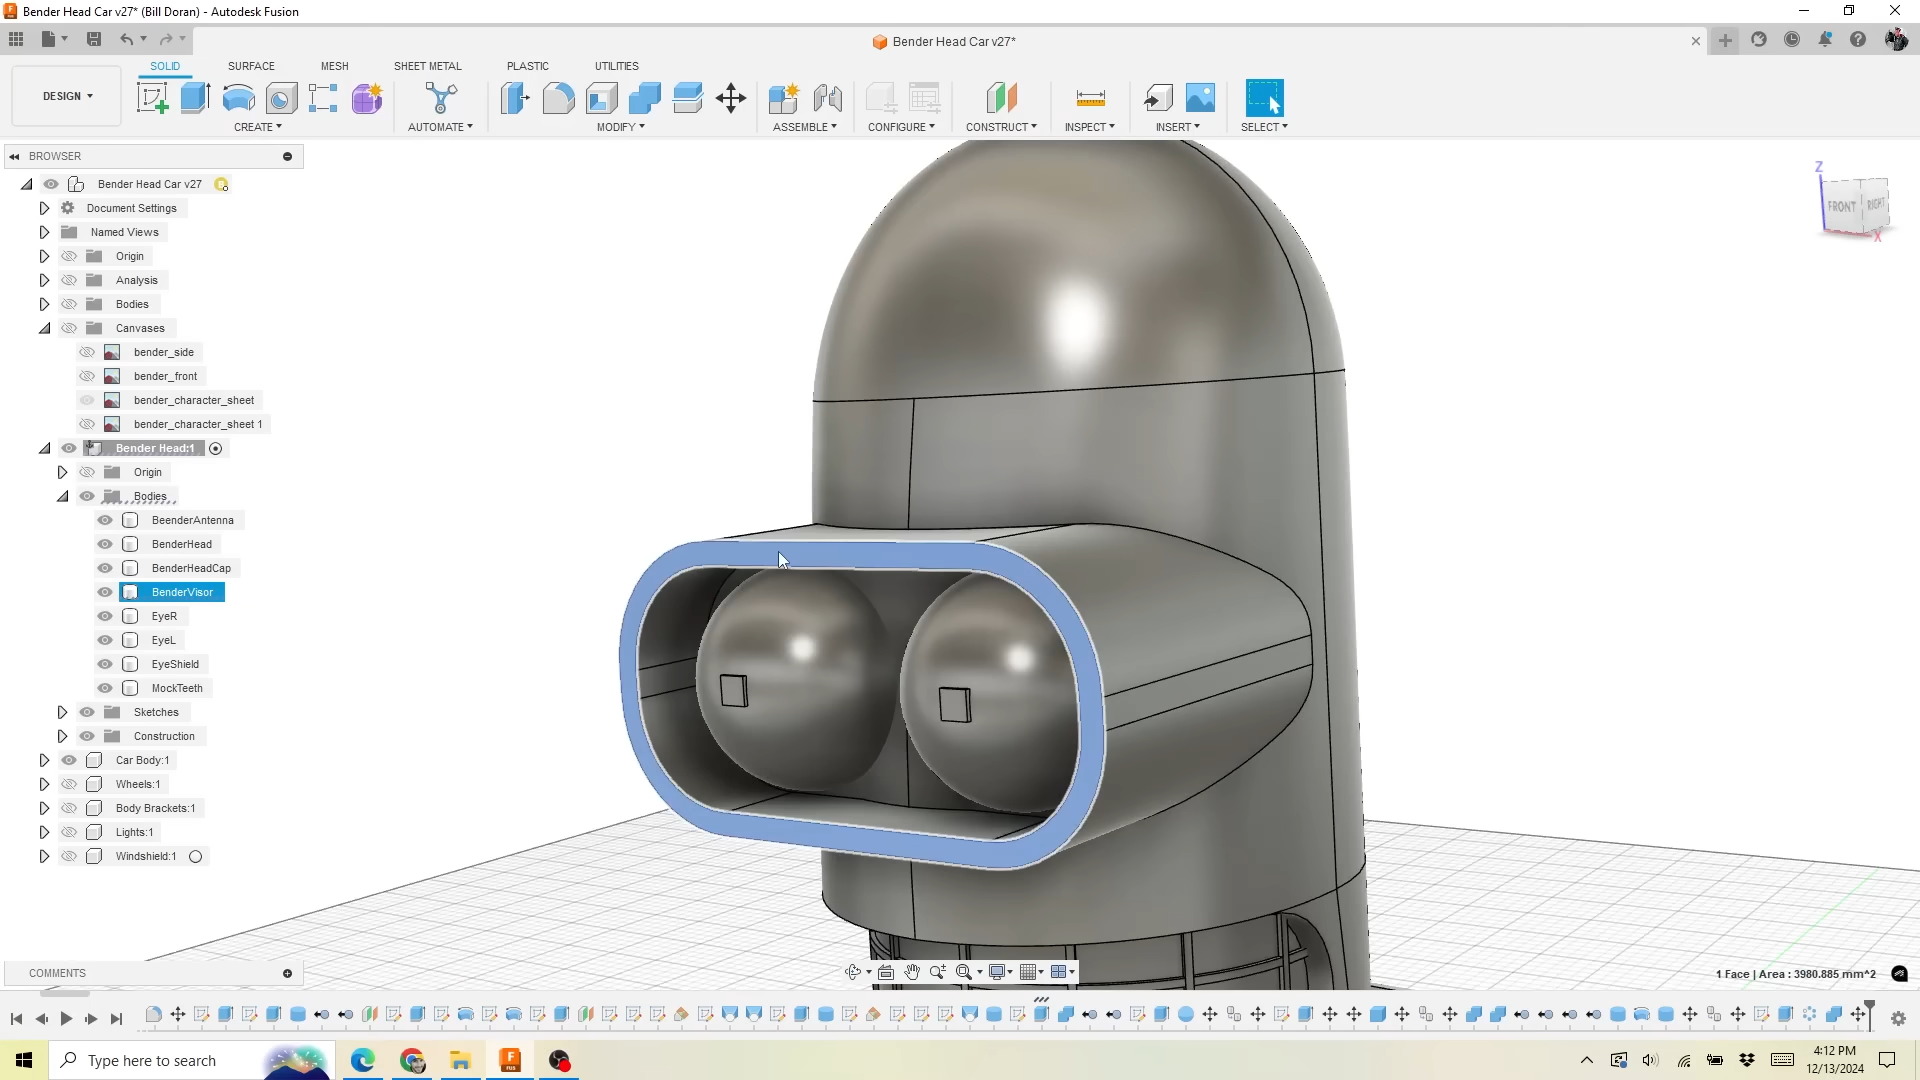 Bender Head Car v27* (Bill Doran) - Autodesk Fusion
Bender Head Car v27*
DESIGN
SOLID SURFACE MESH SHEET METAL PLASTIC UTILITIES
CREATE AUTOMATE MODIFY ASSEMBLE CONFIGURE CONSTRUCT INSPECT INSERT SELECT
BROWSER
Bender Head Car v27
Document Settings
Named Views
Origin
Analysis
Bodies
Canvases
bender_side
bender_front
bender_character_sheet
bender_character_sheet 1
Bender Head:1
Origin
Bodies
BeenderAntenna
BenderHead
BenderHeadCap
BenderVisor
EyeR
EyeL
EyeShield
MockTeeth
Sketches
Construction
Car Body:1
Wheels:1
Body Brackets:1
Lights:1
Windshield:1
Z
FRONT RIGHT
X
COMMENTS
1 Face | Area : 3980.885 mm^2
Type here to search
4:12 PM
12/13/2024